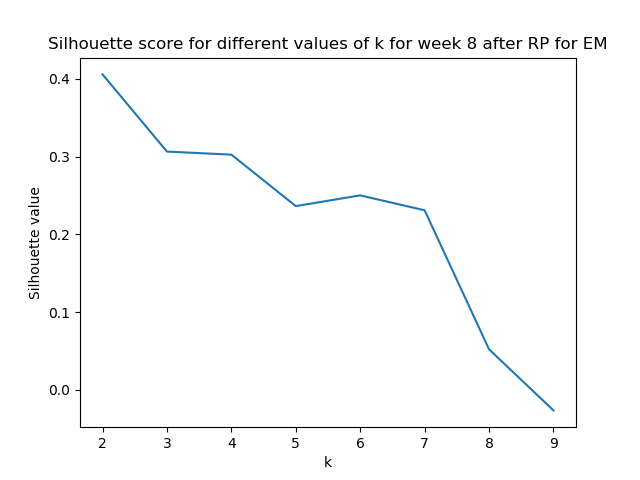 Silhouette score for different values of k for week 8 after RP for EM
Silhouette value
0.4
0.3
0.2
0.1
0.0
2 3 4 5 6 7 8 9
k